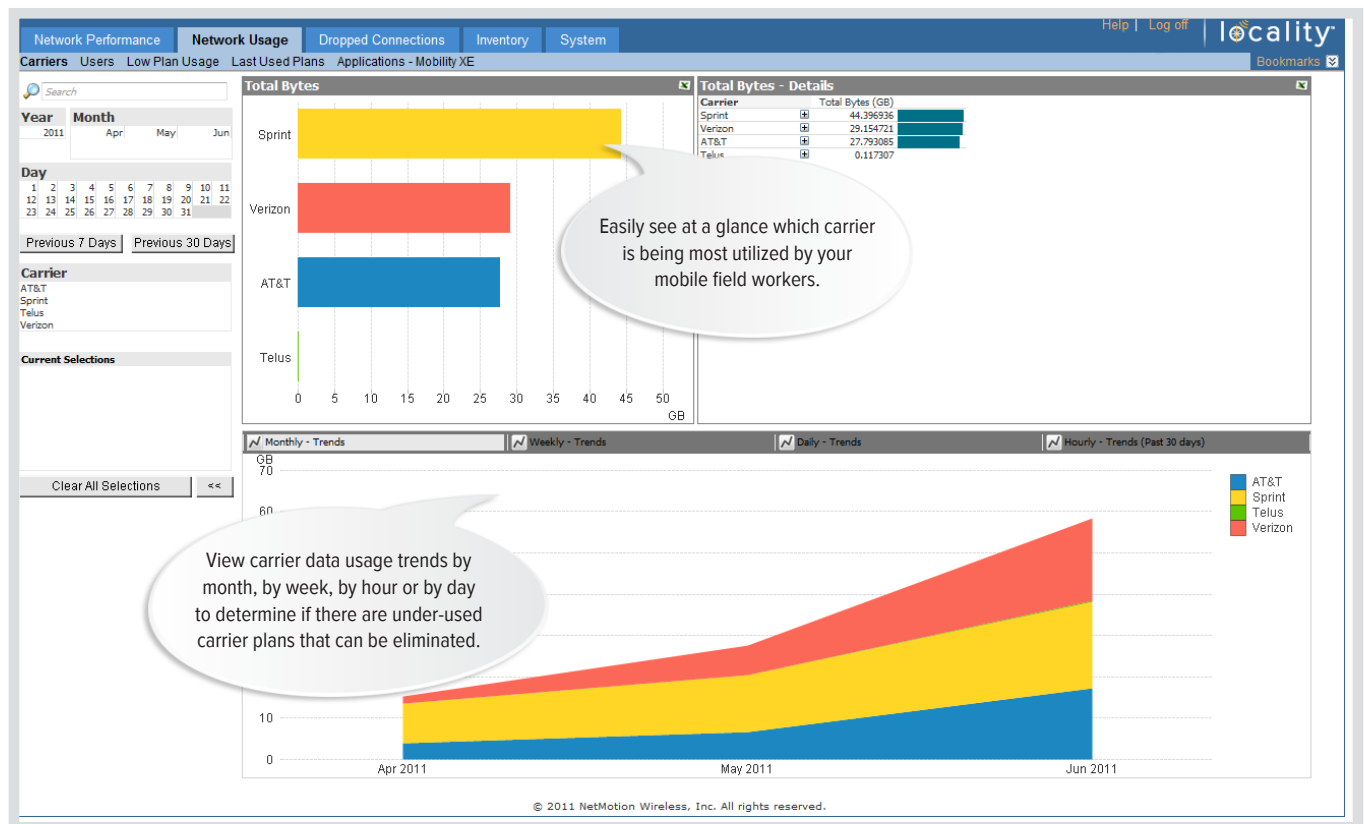 Help | Log off
locality
Network Performance Network Usage Dropped Connections Inventory System
Carriers Users Low Plan Usage Last Used Plans Applications - Mobility XE
Bookmarks
Search
Year Month
2011 Apr May Jun
Day
1 2 3 4 5 6 7 8 9 10 11
12 13 14 15 16 17 18 19 20 21 22
23 24 25 26 27 28 29 30 31
Previous 7 Days Previous 30 Days
Carrier
AT&T
Sprint
Telus
Verizon
Current Selections
Clear All Selections <<
Total Bytes
Sprint
Verizon
AT&T
Telus
0 5 10 15 20 25 30 35 40 45 50
GB
Total Bytes - Details
Carrier Total Bytes (GB)
Sprint 44.396936
Verizon 29.154721
AT&T 27.793085
Telus 0.117307
Easily see at a glance which carrier
is being most utilized by your
mobile field workers.
Monthly - Trends Weekly - Trends Daily - Trends Hourly - Trends (Past 30 days)
GB
70
60
10
0
Apr 2011 May 2011 Jun 2011
AT&T
Sprint
Telus
Verizon
View carrier data usage trends by
month, by week, by hour or by day
to determine if there are under-used
carrier plans that can be eliminated.
© 2011 NetMotion Wireless, Inc. All rights reserved.